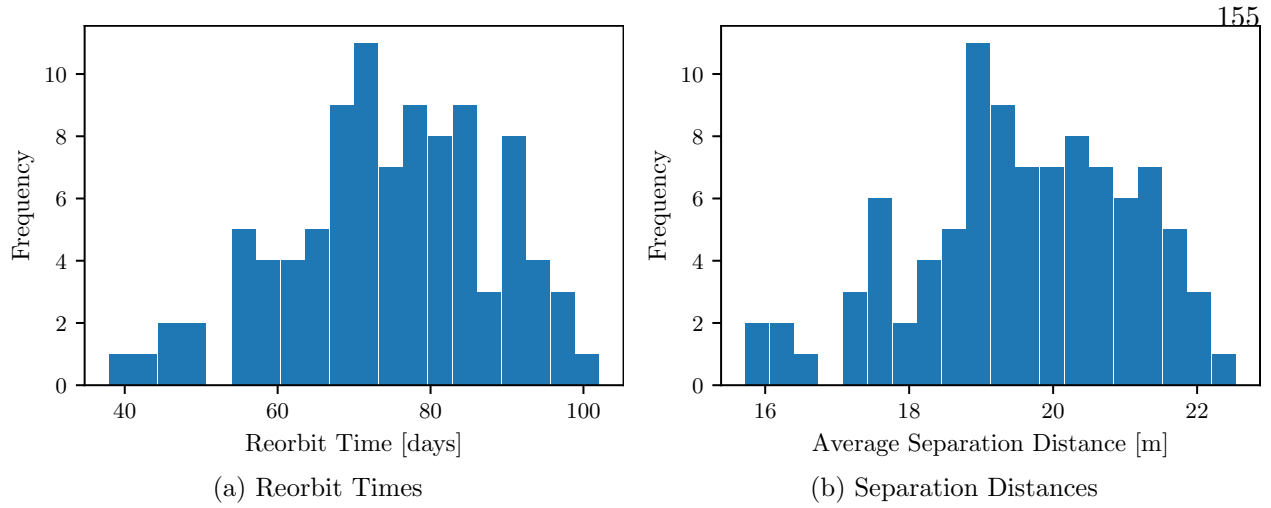 155
10
8
6
4
2
0
Frequency
40 60 80 100
Reorbit Time [days]
(a) Reorbit Times
10
8
6
4
2
0
Frequency
16 18 20 22
Average Separation Distance [m]
(b) Separation Distances